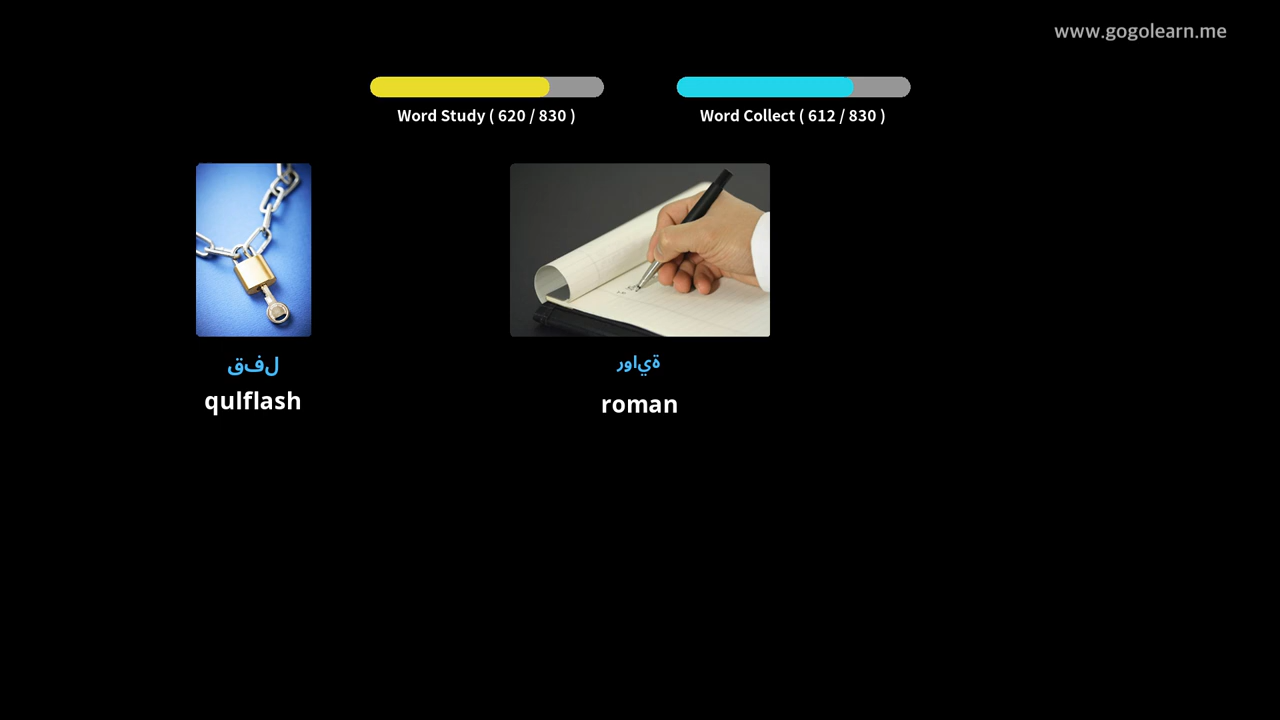 www.gogolearn.me
Word Study ( 620 / 830 )
Word Collect ( 612 / 830 )
لفق
qulflash
ةياور
roman